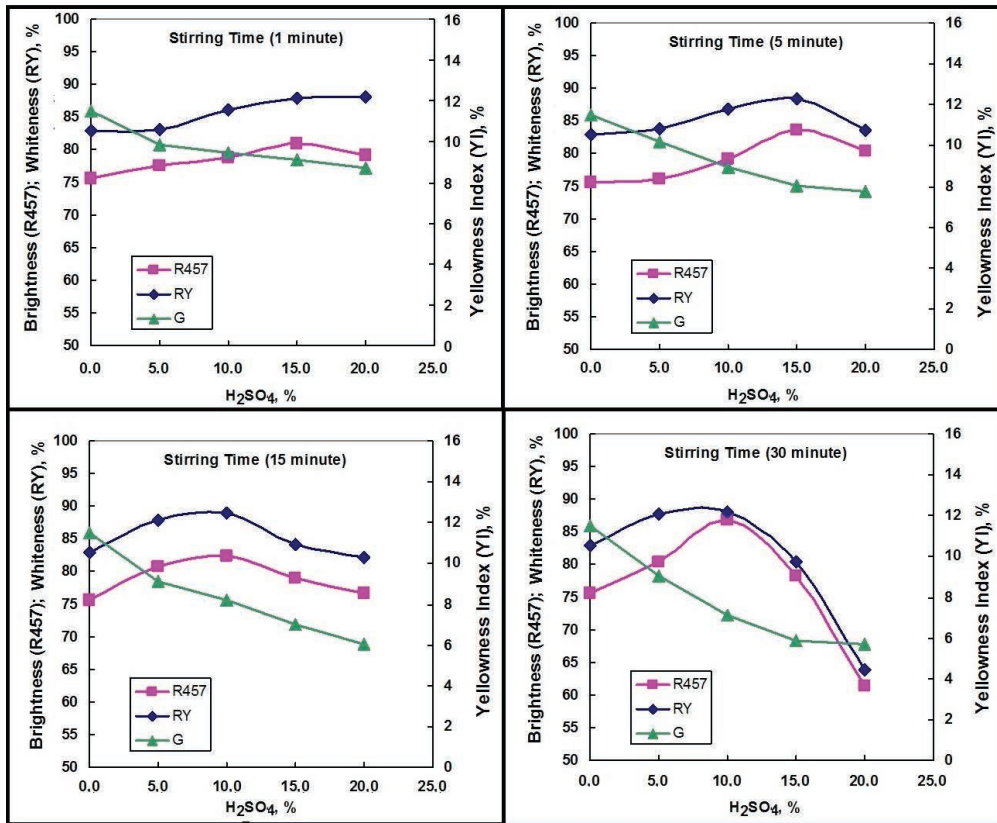 Stirring Time (1 minute)
Brightness (R457); Whiteness (RY), %
100
95
90
85
80
75
70
65
60
55
50
16
14
12
10
8
6
4
2
0
Yellowness Index (YI), %
R457
RY
G
0.0 5.0 10.0 15.0 20.0 25.0
H₂SO₄, %
Stirring Time (5 minute)
Brightness (R457); Whiteness (RY), %
100
95
90
85
80
75
70
65
60
55
50
16
14
12
10
8
6
4
2
0
Yellowness Index (YI), %
R457
RY
G
0.0 5.0 10.0 15.0 20.0 25.0
H₂SO₄, %
Stirring Time (15 minute)
Brightness (R457); Whiteness (RY), %
100
95
90
85
80
75
70
65
60
55
50
16
14
12
10
8
6
4
2
0
Yellowness Index (YI), %
R457
RY
G
0.0 5.0 10.0 15.0 20.0 25.0
H₂SO₄, %
Stirring Time (30 minute)
Brightness (R457); Whiteness (RY), %
100
95
90
85
80
75
70
65
60
55
50
16
14
12
10
8
6
4
2
0
Yellowness Index (YI), %
R457
RY
G
0.0 5.0 10.0 15.0 20.0 25.0
H₂SO₄, %